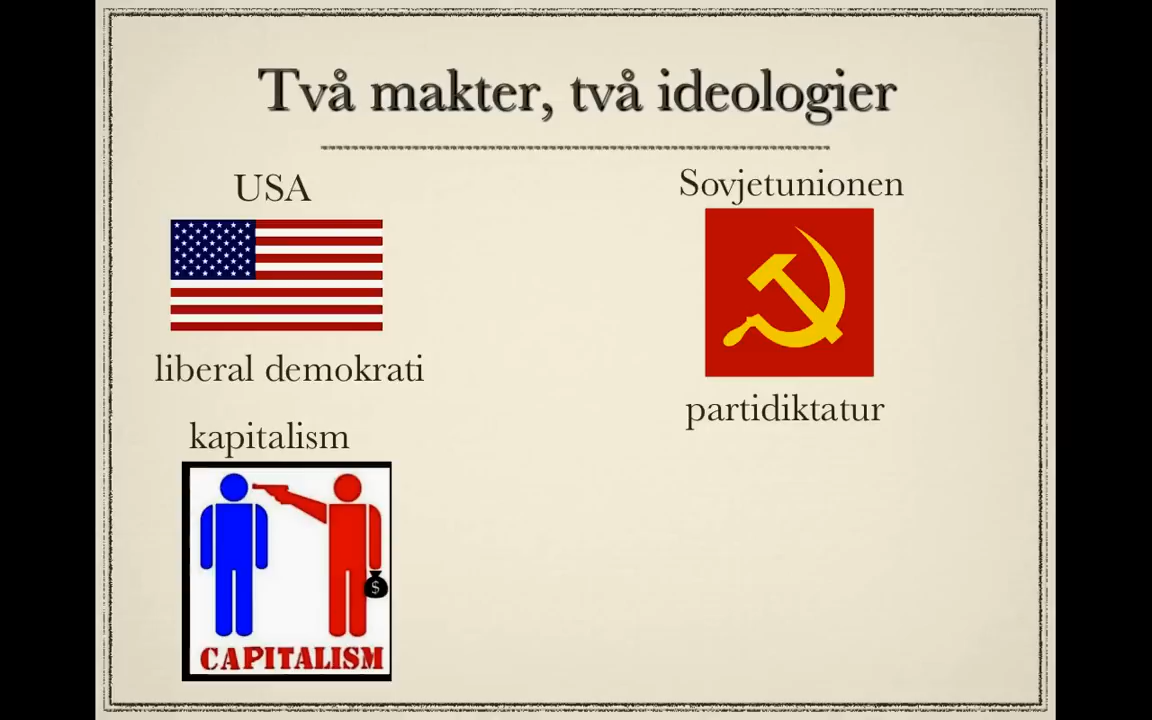 Två makter, två ideologier
USA
Sovjetunionen
liberal demokrati
partidiktatur
kapitalism
$
CAPITALISM